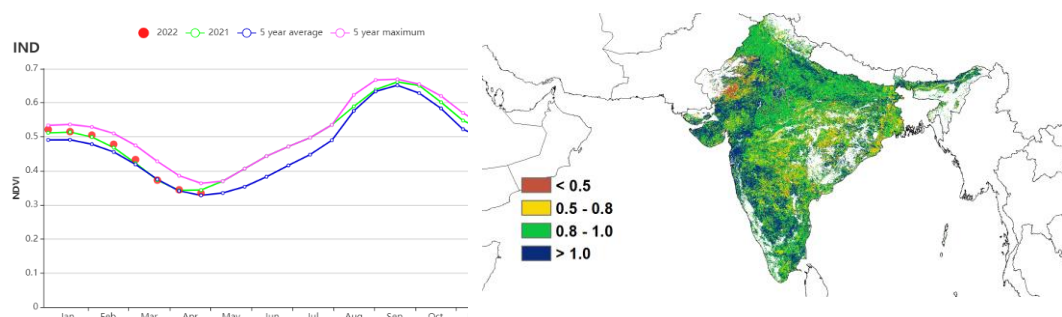 2022 2021 5 year average 5 year maximum
IND
0.7
0.6
0.5
0.4
0.3
0.2
0.1
0
NDVI
Jan Feb Mar Apr May Jun Jul Aug Sep Oct
< 0.5
0.5 - 0.8
0.8 - 1.0
> 1.0